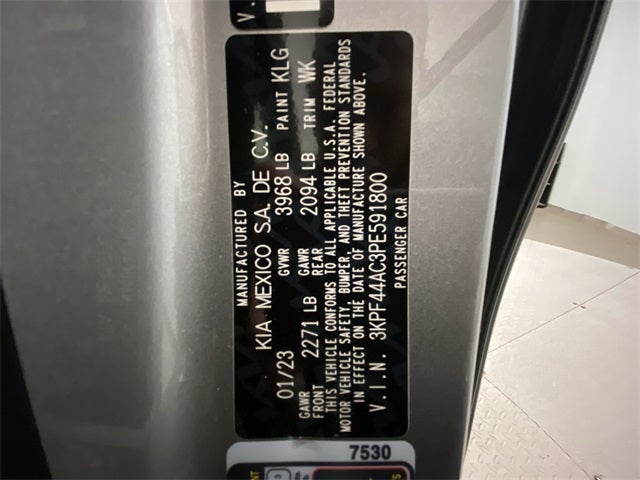 V.
MANUFACTURED BY
KIA MEXICO S.A. DE C.V.
01/23 GVWR 3968 LB PAINT KLG
GAWR FRONT 2271 LB GAWR REAR 2094 LB TRIM WK
THIS VEHICLE CONFORMS TO ALL APPLICABLE U.S.A. FEDERAL
MOTOR VEHICLE SAFETY, BUMPER, AND THEFT PREVENTION STANDARDS
IN EFFECT ON THE DATE OF MANUFACTURE SHOWN ABOVE.
V.I.N. 3KPF44AC3PE591800
PASSENGER CAR
7530